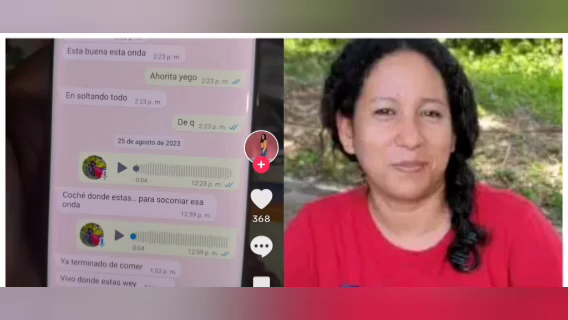 Esta buena esta onda 2:23 p. m.
Ahorita yego 2:23 p. m.
En soltando todo 2:23 p. m.
De q 2:23 p. m.
25 de agosto de 2023
0:04 12:23 p. m.
Coché donde estas... para soconiar esa
onda 12:59 p. m.
0:04 12:59 p. m.
Ya terminado de comer 1:03 p. m.
Vivo donde estas wey
368